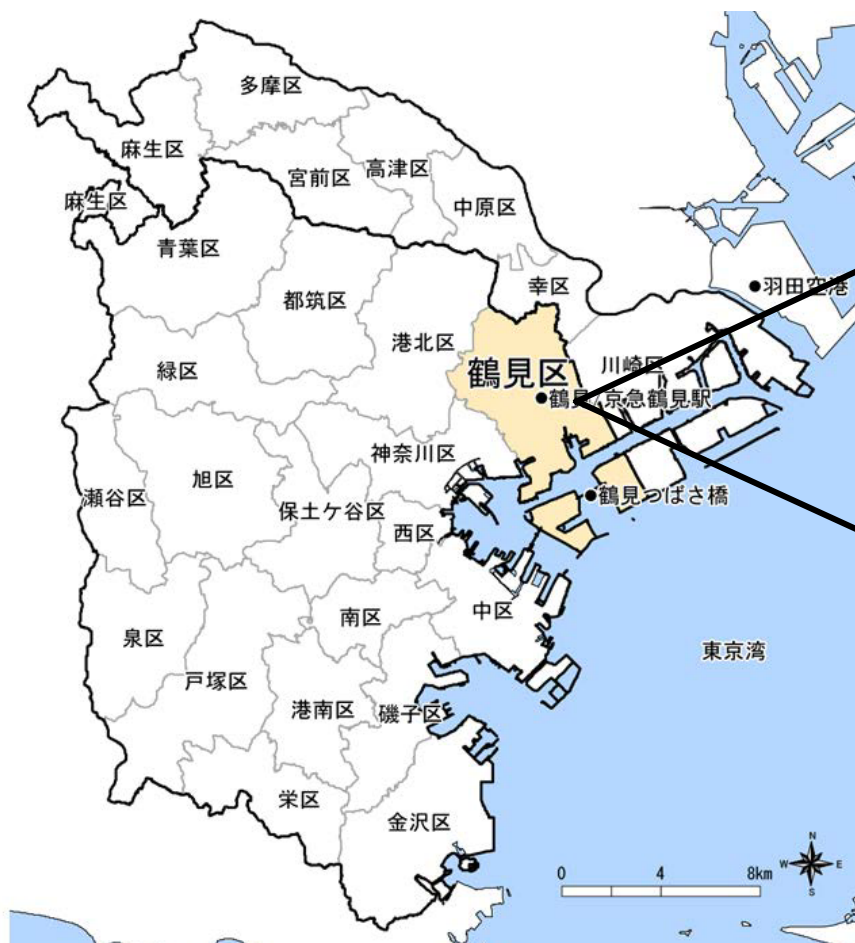 多摩区
麻生区
高津区
宮前区
麻生区
中原区
青葉区
幸区
羽田空港
都筑区
港北区
川崎区
緑区
鶴見区
鶴見/京急鶴見駅
神奈川区
旭区
瀬谷区
保土ケ谷区
鶴見つばさ橋
西区
南区
中区
泉区
東京湾
戸塚区
港南区
磯子区
栄区
金沢区
N
W
E
S
0 4 8km